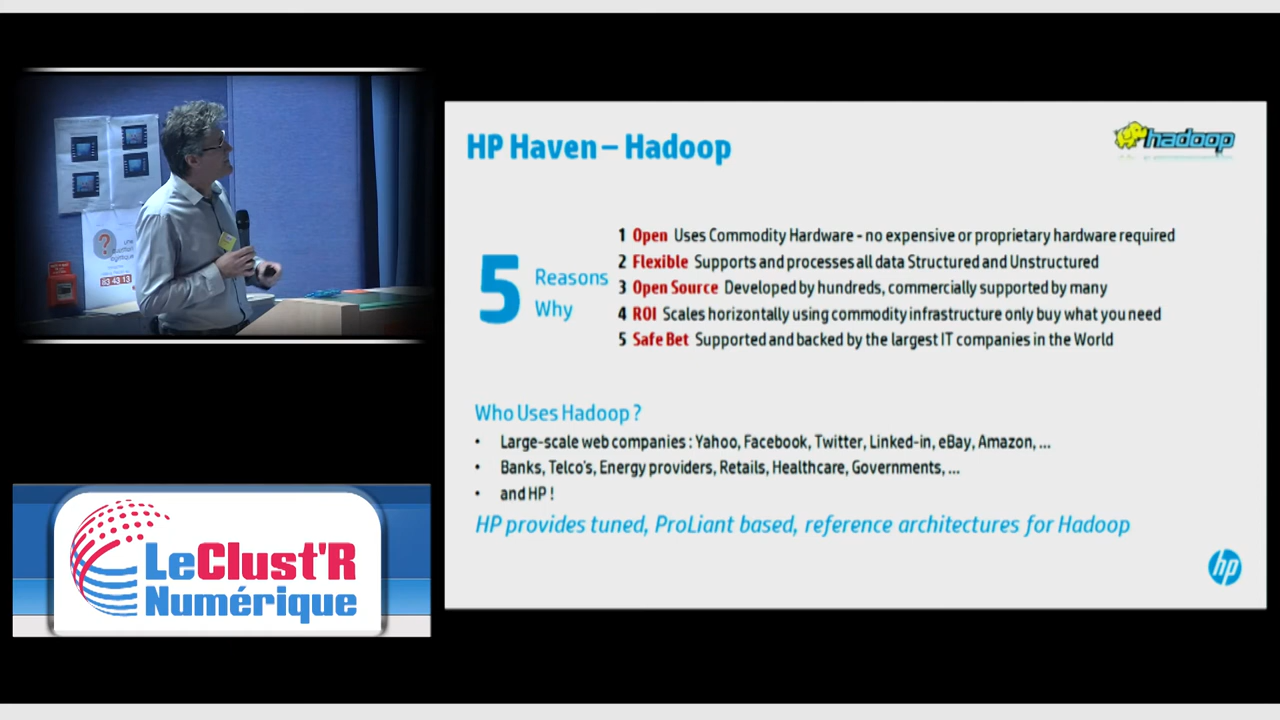 HP Haven – Hadoop
hadoop
5 Reasons Why
1 Open Uses Commodity Hardware - no expensive or proprietary hardware required
2 Flexible Supports and processes all data Structured and Unstructured
3 Open Source Developed by hundreds, commercially supported by many
4 ROI Scales horizontally using commodity infrastructure only buy what you need
5 Safe Bet Supported and backed by the largest IT companies in the World
Who Uses Hadoop ?
• Large-scale web companies : Yahoo, Facebook, Twitter, Linked-in, eBay, Amazon, ...
• Banks, Telco's, Energy providers, Retails, Healthcare, Governments, ...
• and HP !
HP provides tuned, ProLiant based, reference architectures for Hadoop
hp
?
une
83 43 13
LeClust'R
Numérique